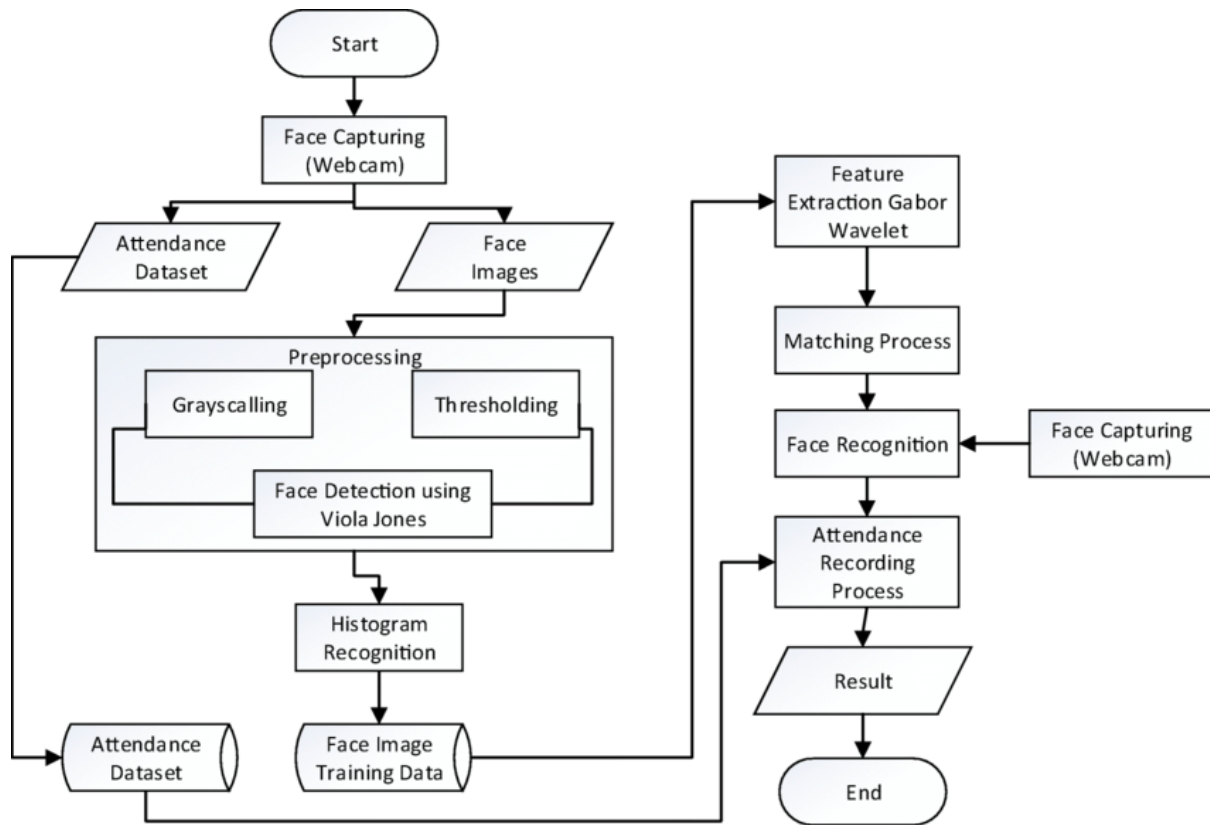 Start
Face Capturing
(Webcam)
Attendance
Dataset
Face
Images
Preprocessing
Grayscalling
Thresholding
Face Detection using
Viola Jones
Histogram
Recognition
Attendance
Dataset
Face Image
Training Data
Feature
Extraction Gabor
Wavelet
Matching Process
Face Recognition
Face Capturing
(Webcam)
Attendance
Recording
Process
Result
End